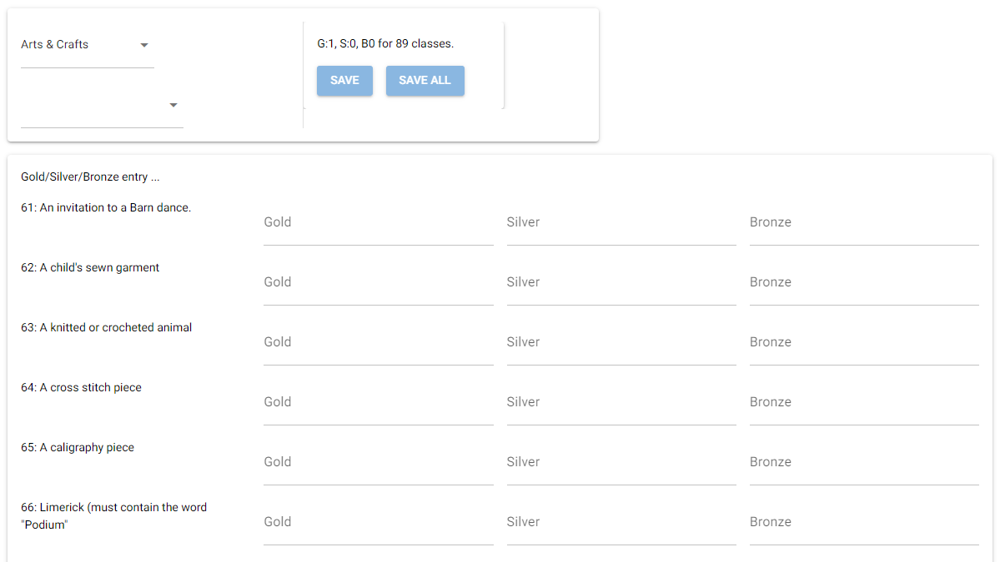 Arts & Crafts
G:1, S:0, B0 for 89 classes.
SAVE SAVE ALL
Gold/Silver/Bronze entry ...
61: An invitation to a Barn dance.
Gold Silver Bronze
62: A child's sewn garment
Gold Silver Bronze
63: A knitted or crocheted animal
Gold Silver Bronze
64: A cross stitch piece
Gold Silver Bronze
65: A caligraphy piece
Gold Silver Bronze
66: Limerick (must contain the word
"Podium"
Gold Silver Bronze